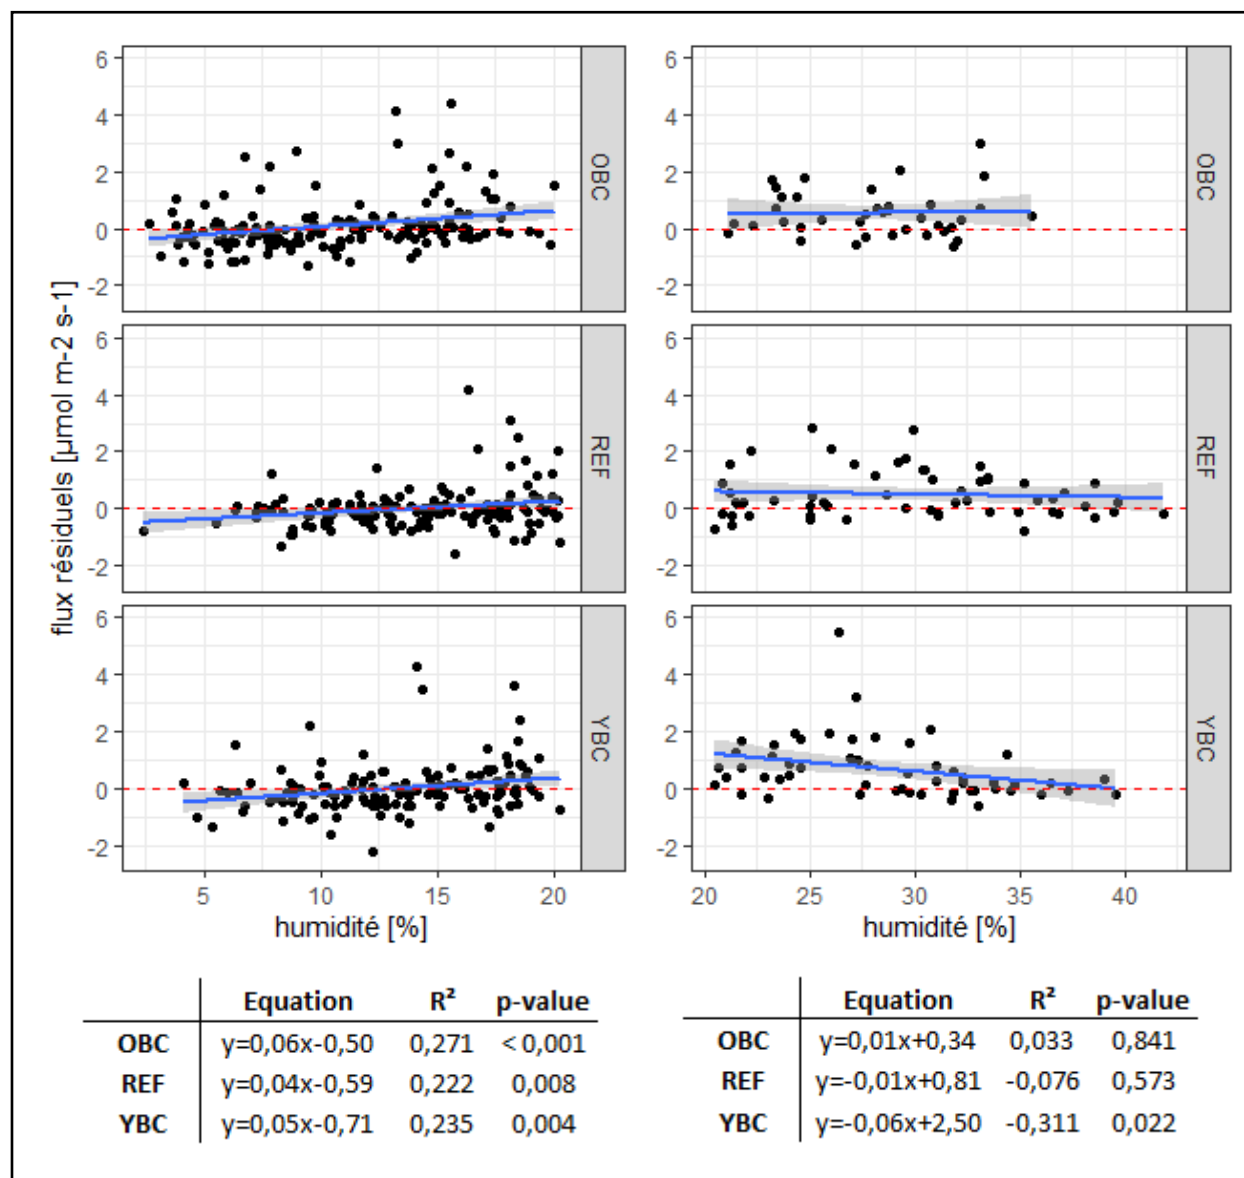 6
4
2
0
-2
OBC
6
4
2
0
-2
OBC
6
4
2
0
-2
REF
6
4
2
0
-2
REF
6
4
2
0
-2
YBC
6
4
2
0
-2
YBC
flux résiduels [µmol m-2 s-1]
5 10 15 20
humidité [%]
20 25 30 35 40
humidité [%]
Equation R² p-value
OBC y=0,06x-0,50 0,271 < 0,001
REF y=0,04x-0,59 0,222 0,008
YBC y=0,05x-0,71 0,235 0,004
Equation R² p-value
OBC y=0,01x+0,34 0,033 0,841
REF y=-0,01x+0,81 -0,076 0,573
YBC y=-0,06x+2,50 -0,311 0,022